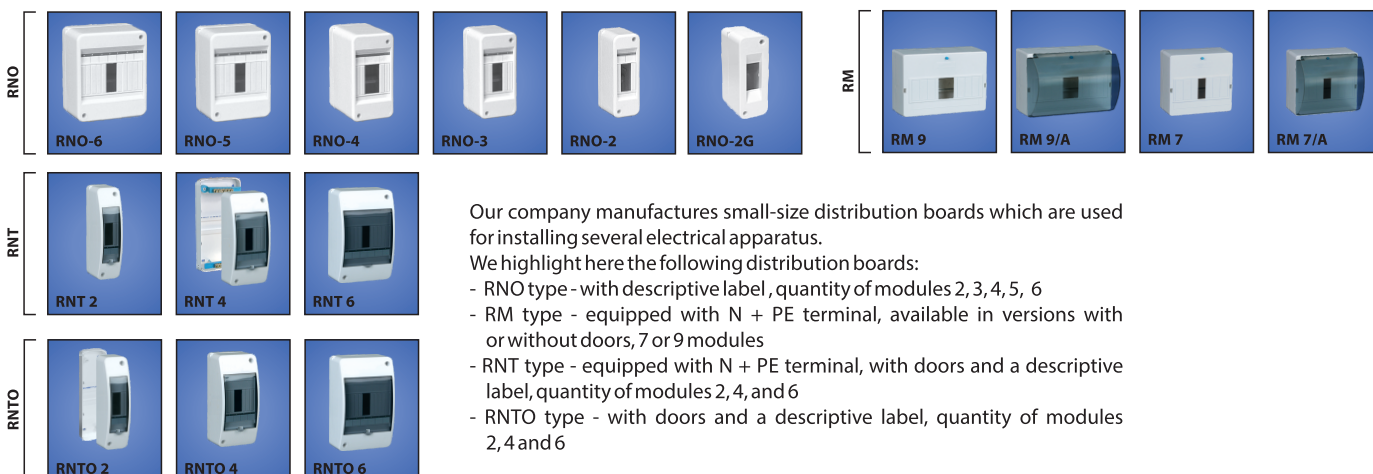 RNO
RNO-6
RNO-5
RNO-4
RNO-3
RNO-2
RNO-2G
RM
RM 9
RM 9/A
RM 7
RM 7/A
RNT
RNT 2
RNT 4
RNT 6
RNTO
RNTO 2
RNTO 4
RNTO 6
Our company manufactures small-size distribution boards which are used
for installing several electrical apparatus.
We highlight here the following distribution boards:
- RNO type - with descriptive label , quantity of modules 2, 3, 4, 5, 6
- RM type - equipped with N + PE terminal, available in versions with
or without doors, 7 or 9 modules
- RNT type - equipped with N + PE terminal, with doors and a descriptive
label, quantity of modules 2, 4, and 6
- RNTO type - with doors and a descriptive label, quantity of modules
2, 4 and 6